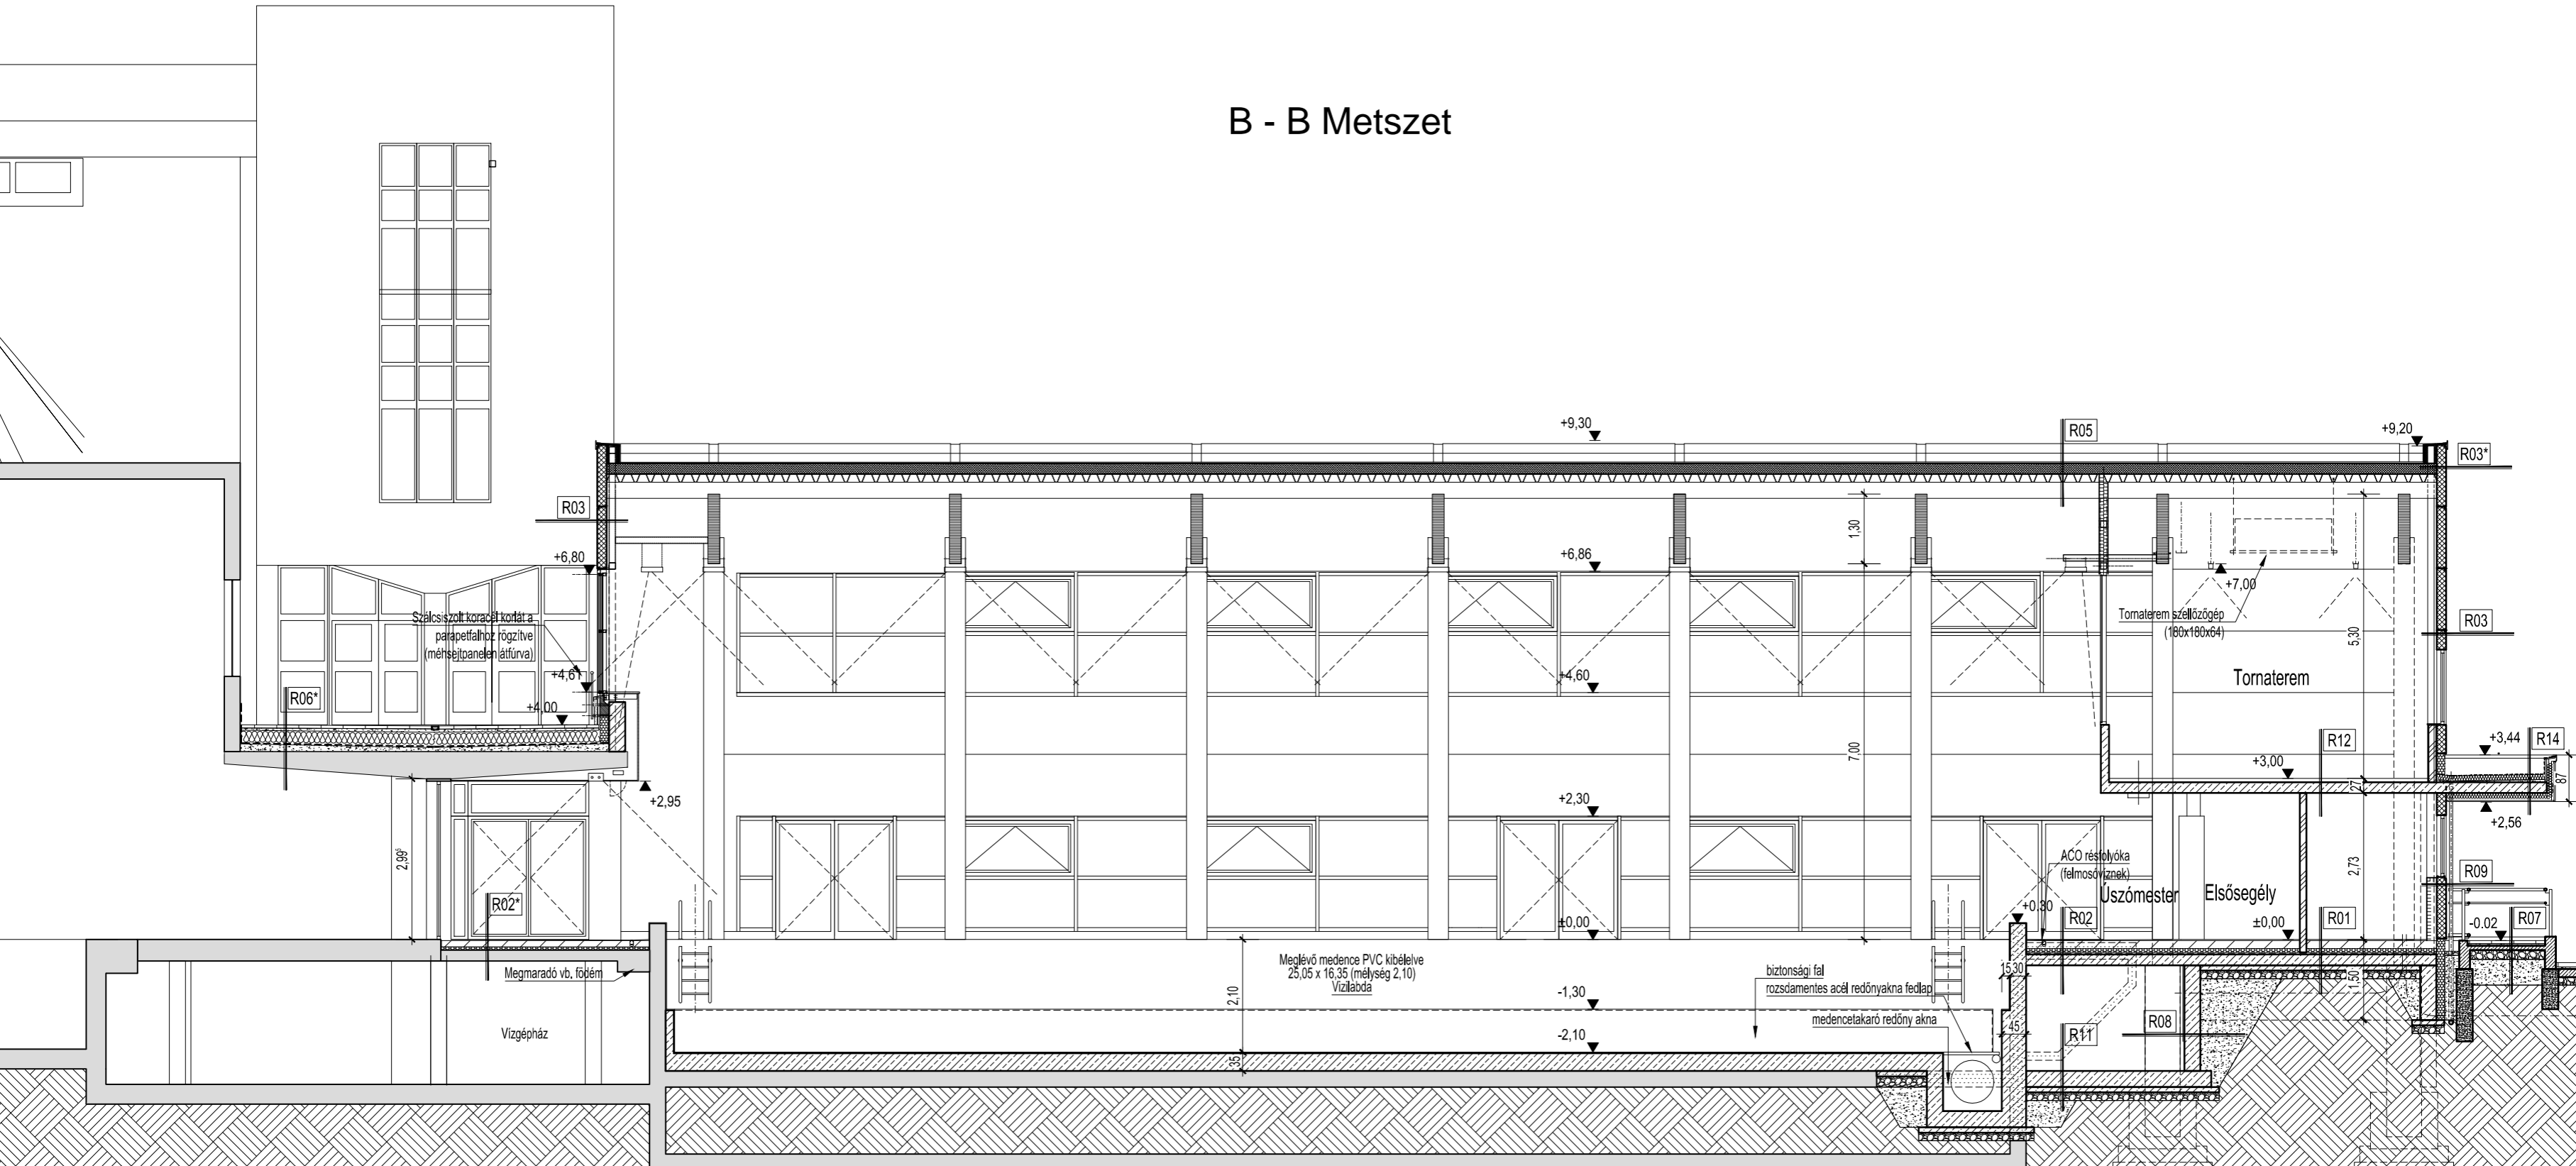 B - B Metszet
+9,30
R05
+9,20
R03*
R03
+6,80
1,30
+6,86
+7,00
Tornaterem szellőzőgép
(180x180x64)
R03
5,30
Szálcsiszolt koracél korlát a
parapetfalhoz rögzítve
(méhsejtpanelen átfúrva)
+4,61
+4,60
Tornaterem
R06*
+4,00
7,00
R12
+3,44
R14
+3,00
27
87
+2,95
+2,30
+2,56
2,99⁵
ACO résfolyóka
(felmosóvíznek)
2,73
R09
Úszómester
Elsősegély
R02*
+0.30
±0,00
R02
±0,00
R01
-0.02
R07
Megmaradó vb. födém
Meglévő medence PVC kibélelve
25,05 x 16,35 (mélység 2,10)
Vízilabda
biztonsági fal
1530
1,50
rozsdamentes acél redőnyakna fedlap
2,10
-1,30
medencetakaró redőny akna
45
R08
R11
Vízgépház
-2,10
35